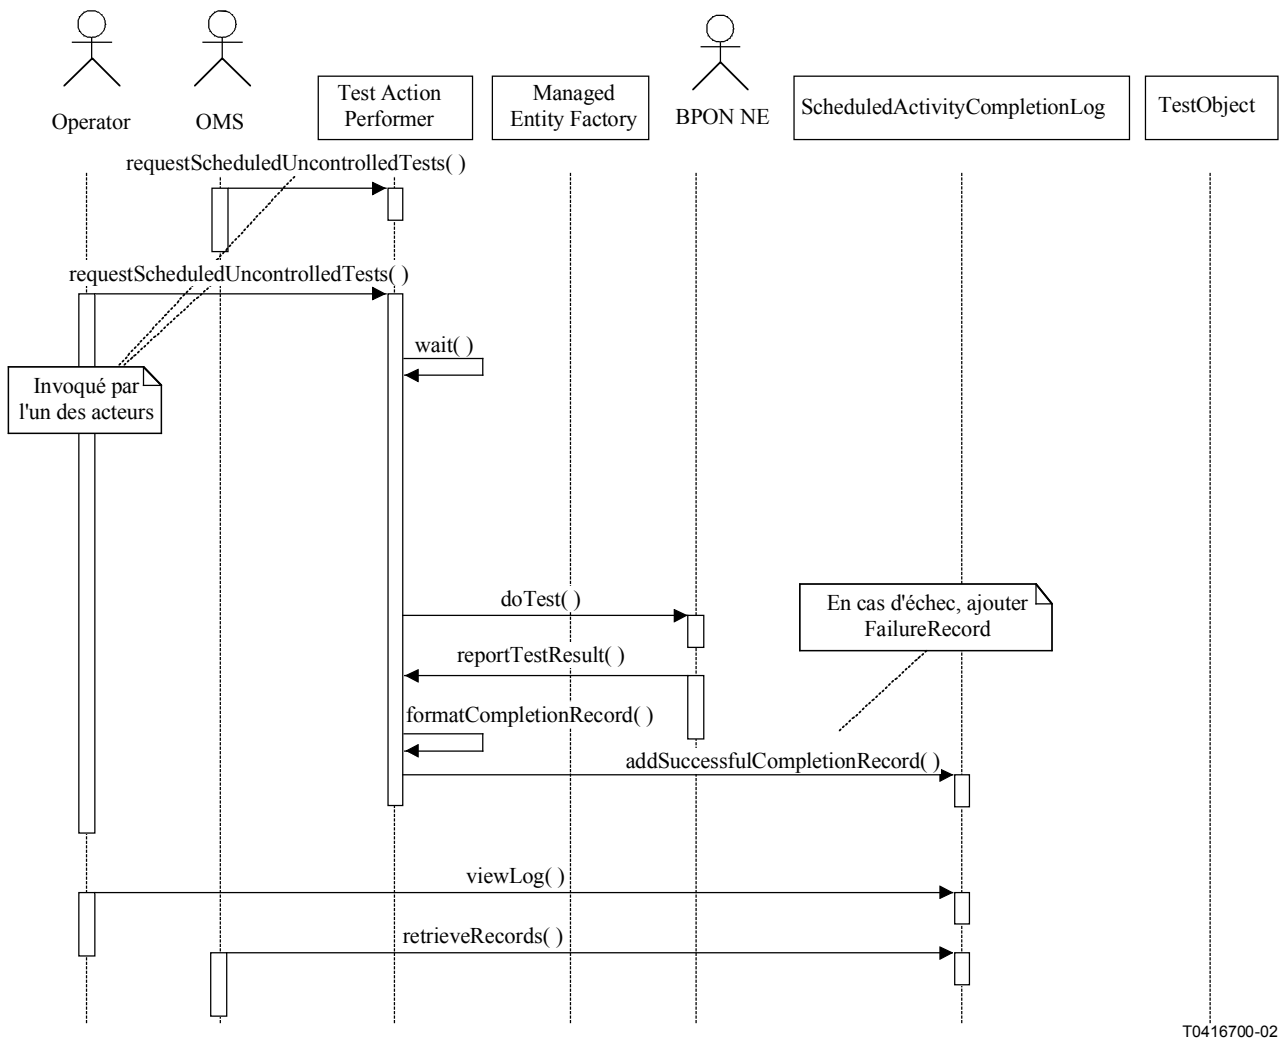 Operator
OMS
Test Action
Performer
Managed
Entity Factory
BPON NE
ScheduledActivityCompletionLog
TestObject
requestScheduledUncontrolledTests( )
requestScheduledUncontrolledTests( )
wait( )
Invoqué par
l'un des acteurs
doTest( )
En cas d'échec, ajouter
FailureRecord
reportTestResult( )
formatCompletionRecord( )
addSuccessfulCompletionRecord( )
viewLog( )
retrieveRecords( )
T0416700-02